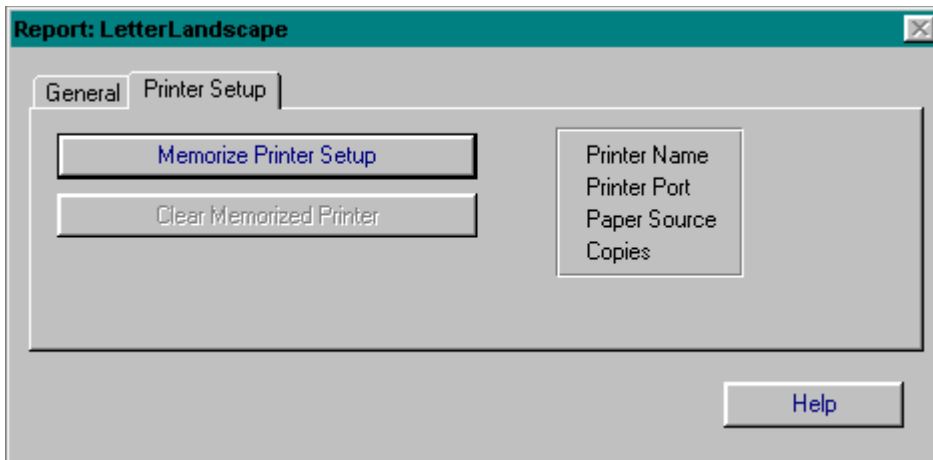 Report: LetterLandscape
General
Printer Setup
Memorize Printer Setup
Clear Memorized Printer
Printer Name
Printer Port
Paper Source
Copies
Help